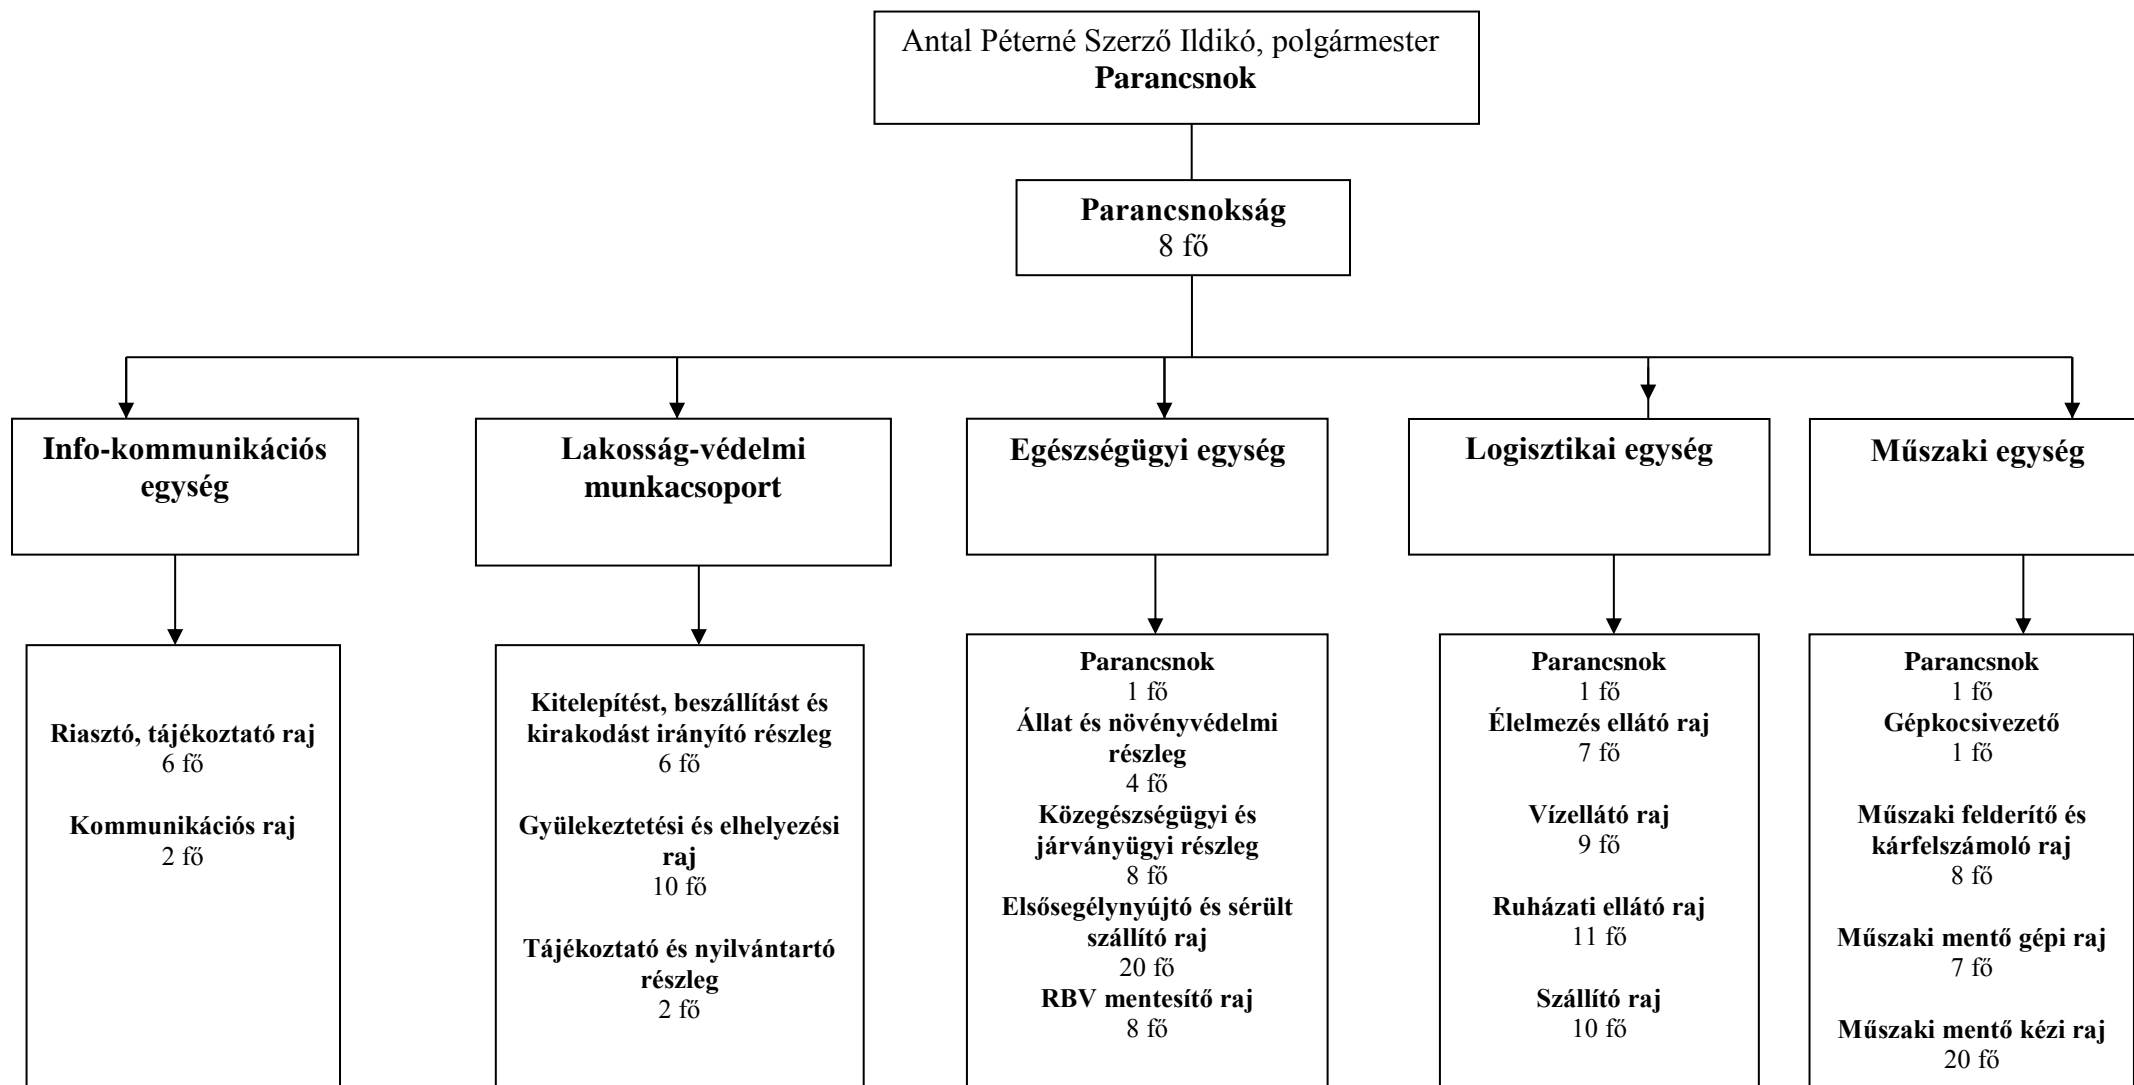 Antal Péterné Szerző Ildikó, polgármester
Parancsnok
Parancsnokság
8 fő
Info-kommunikációs
egység
Lakosság-védelmi
munkacsoport
Egészségügyi egység
Logisztikai egység
Műszaki egység
Riasztó, tájékoztató raj
6 fő
Kommunikációs raj
2 fő
Kitelepítést, beszállítást és
kirakodást irányító részleg
6 fő
Gyülekeztetési és elhelyezési
raj
10 fő
Tájékoztató és nyilvántartó
részleg
2 fő
Parancsnok
1 fő
Állat és növényvédelmi
részleg
4 fő
Közegészségügyi és
járványügyi részleg
8 fő
Elsősegélynyújtó és sérült
szállító raj
20 fő
RBV mentesítő raj
8 fő
Parancsnok
1 fő
Élelmezés ellátó raj
7 fő
Vízellátó raj
9 fő
Ruházati ellátó raj
11 fő
Szállító raj
10 fő
Parancsnok
1 fő
Gépkocsivezető
1 fő
Műszaki felderítő és
kárfelszámoló raj
8 fő
Műszaki mentő gépi raj
7 fő
Műszaki mentő kézi raj
20 fő